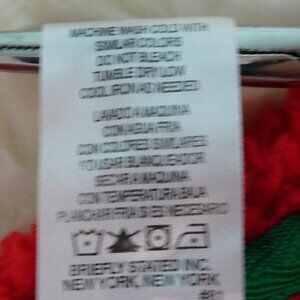 MACHINE WASH COLD WITH
SIMILAR COLORS
DO NOT BLEACH
TUMBLE DRY LOW
COOL IRON AS NEEDED
LAVADO A MAQUINA
CON AGUA FRIA
CON COLORES SIMILARES
NO USAR BLANQUEADOR
SECAR A MAQUINA
CON TEMPERATURA BAJA
PLANCHAR FRIA SI ES NECESARIO
BRIEFLY STATED INC.
NEW YORK, NEW YORK